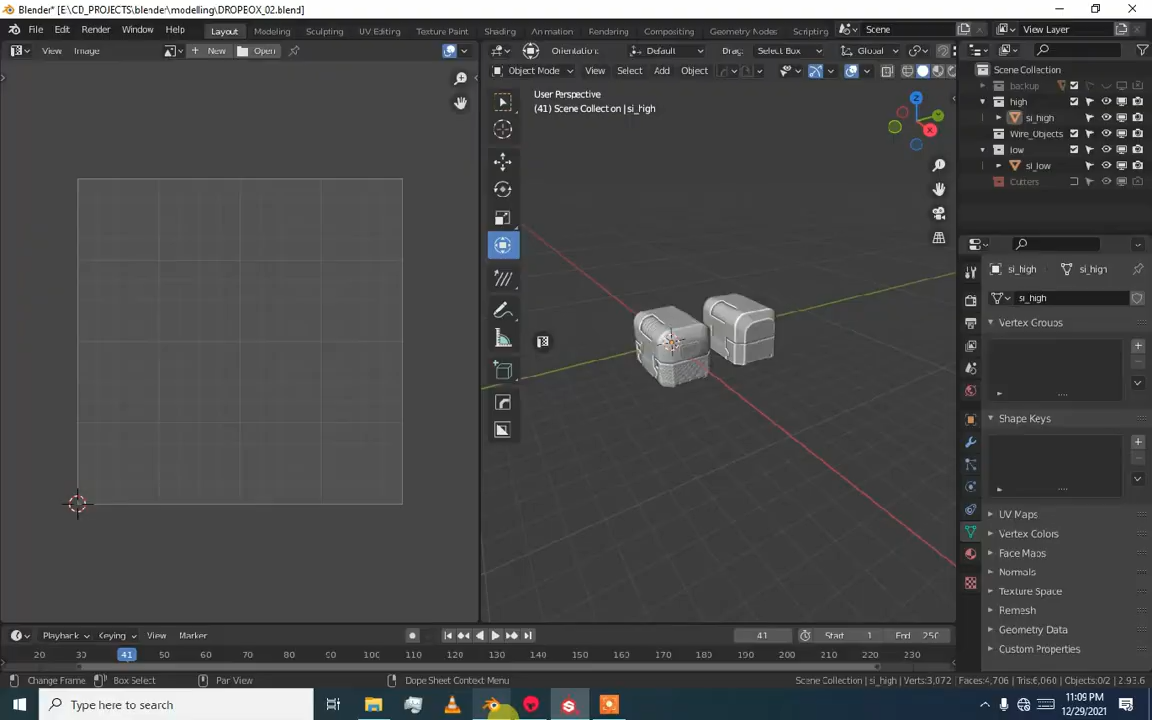 Blender* [E:\CD_PROJECTS\blender\modelling\DROPBOX_02.blend]
File Edit Render Window Help Layout Modeling Sculpting UV Editing Texture Paint Shading Animation Rendering Compositing Geometry Nodes Scripting Scene View Layer
View Image New Open Orientation: Default Drag: Select Box Global
Object Mode View Select Add Object
User Perspective
(41) Scene Collection | si_high
Scene Collection
backup
high
si_high
Wire_Objects
low
si_low
Cutters
si_high si_high
si_high
Vertex Groups
Shape Keys
UV Maps
Vertex Colors
Face Maps
Normals
Texture Space
Remesh
Geometry Data
Custom Properties
Playback Keying View Marker 41 Start 1 End 250
20 30 41 50 60 70 80 90 100 110 120 130 140 150 160 170 180 190 200 210 220 230
Change Frame Box Select Pan View Dope Sheet Context Menu Scene Collection | si_high | Verts:3,072 | Faces:4,706 | Tris:6,060 | Objects:0/2 | 2.93.6
Type here to search
11:09 PM
12/29/2021